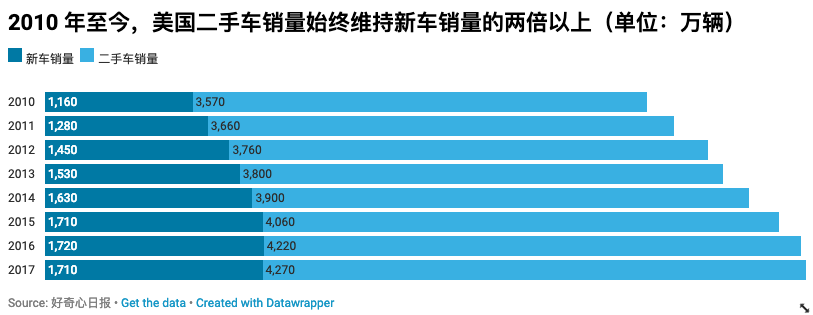 2010 年至今，美国二手车销量始终维持新车销量的两倍以上（单位：万辆）
新车销量 二手车销量
2010 1,160 3,570
2011 1,280 3,660
2012 1,450 3,760
2013 1,530 3,800
2014 1,630 3,900
2015 1,710 4,060
2016 1,720 4,220
2017 1,710 4,270
Source: 好奇心日报 • Get the data • Created with Datawrapper